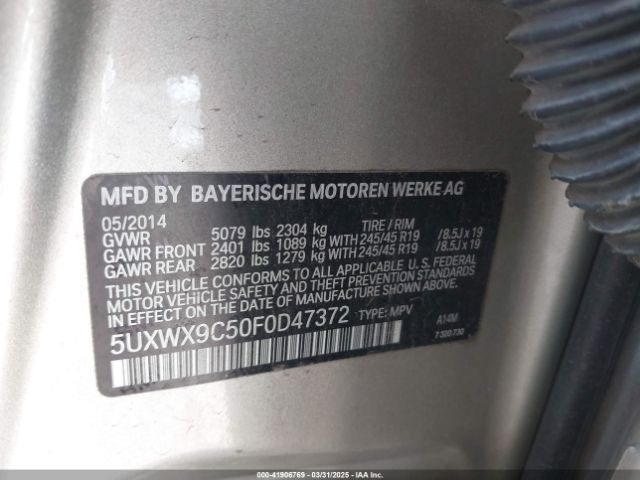 MFD BY BAYERISCHE MOTOREN WERKE AG
05/2014
GVWR 5079 lbs 2304 kg TIRE / RIM
GAWR FRONT 2401 lbs 1089 kg WITH 245/45 R19 /8.5J x 19
GAWR REAR 2820 lbs 1279 kg WITH 245/45 R19 /8.5J x 19
THIS VEHICLE CONFORMS TO ALL APPLICABLE U. S. FEDERAL
MOTOR VEHICLE SAFETY AND THEFT PREVENTION STANDARDS
IN EFFECT ON THE DATE OF MANUFACTURE SHOWN ABOVE.
5UXWX9C50F0D47372 TYPE: MPV A14M
7 300 730
000-41906769 - 03/31/2025 - IAAI Inc.